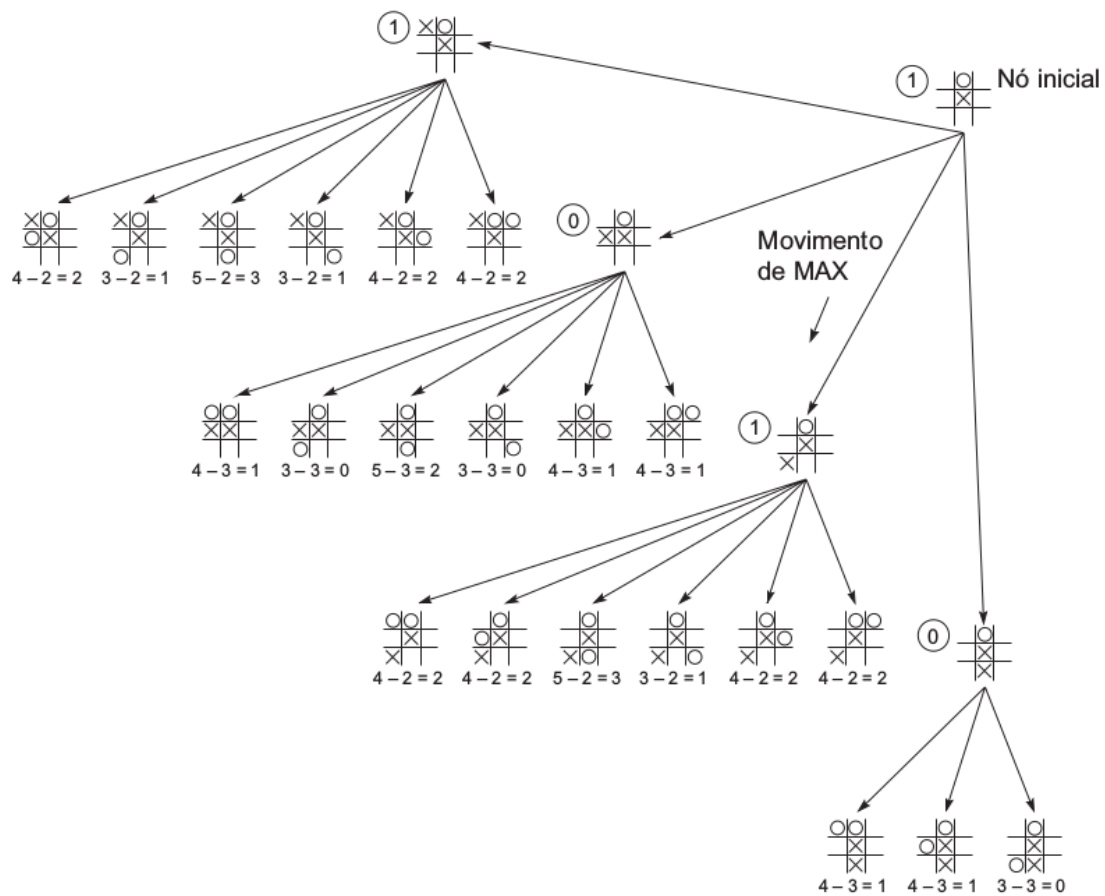 1
1
Nó inicial
0
Movimento
de MAX
4 – 2 = 2 3 – 2 = 1 5 – 2 = 3 3 – 2 = 1 4 – 2 = 2 4 – 2 = 2
1
4 – 3 = 1 3 – 3 = 0 5 – 3 = 2 3 – 3 = 0 4 – 3 = 1 4 – 3 = 1
0
4 – 2 = 2 4 – 2 = 2 5 – 2 = 3 3 – 2 = 1 4 – 2 = 2 4 – 2 = 2
4 – 3 = 1 4 – 3 = 1 3 – 3 = 0